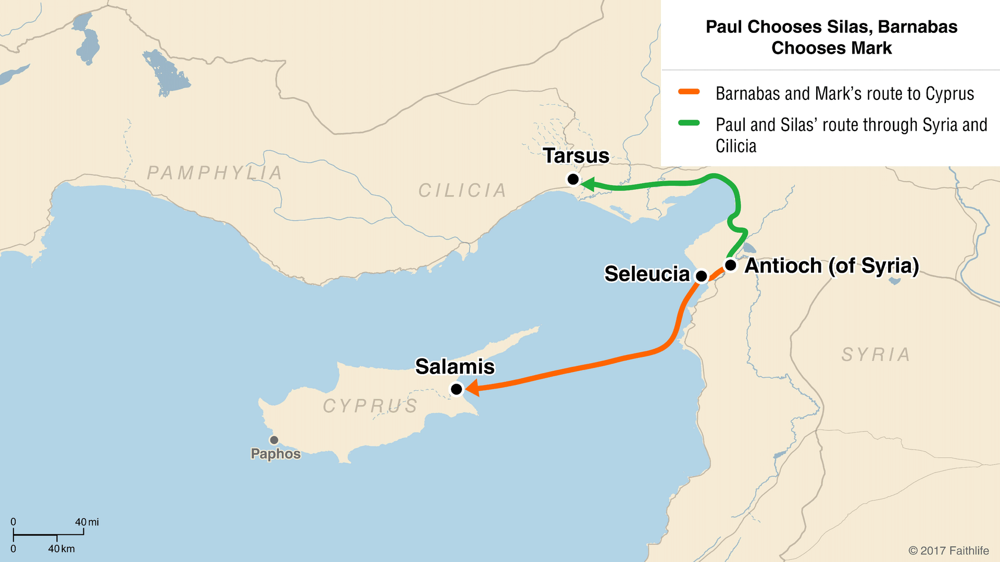 Paul Chooses Silas, Barnabas
Chooses Mark
Barnabas and Mark’s route to Cyprus
Paul and Silas’ route through Syria and
Cilicia
Tarsus
PAMPHYLIA
CILICIA
Seleucia
Antioch (of Syria)
SYRIA
Salamis
CYPRUS
Paphos
0 40 mi
0 40 km
© 2017 Faithlife